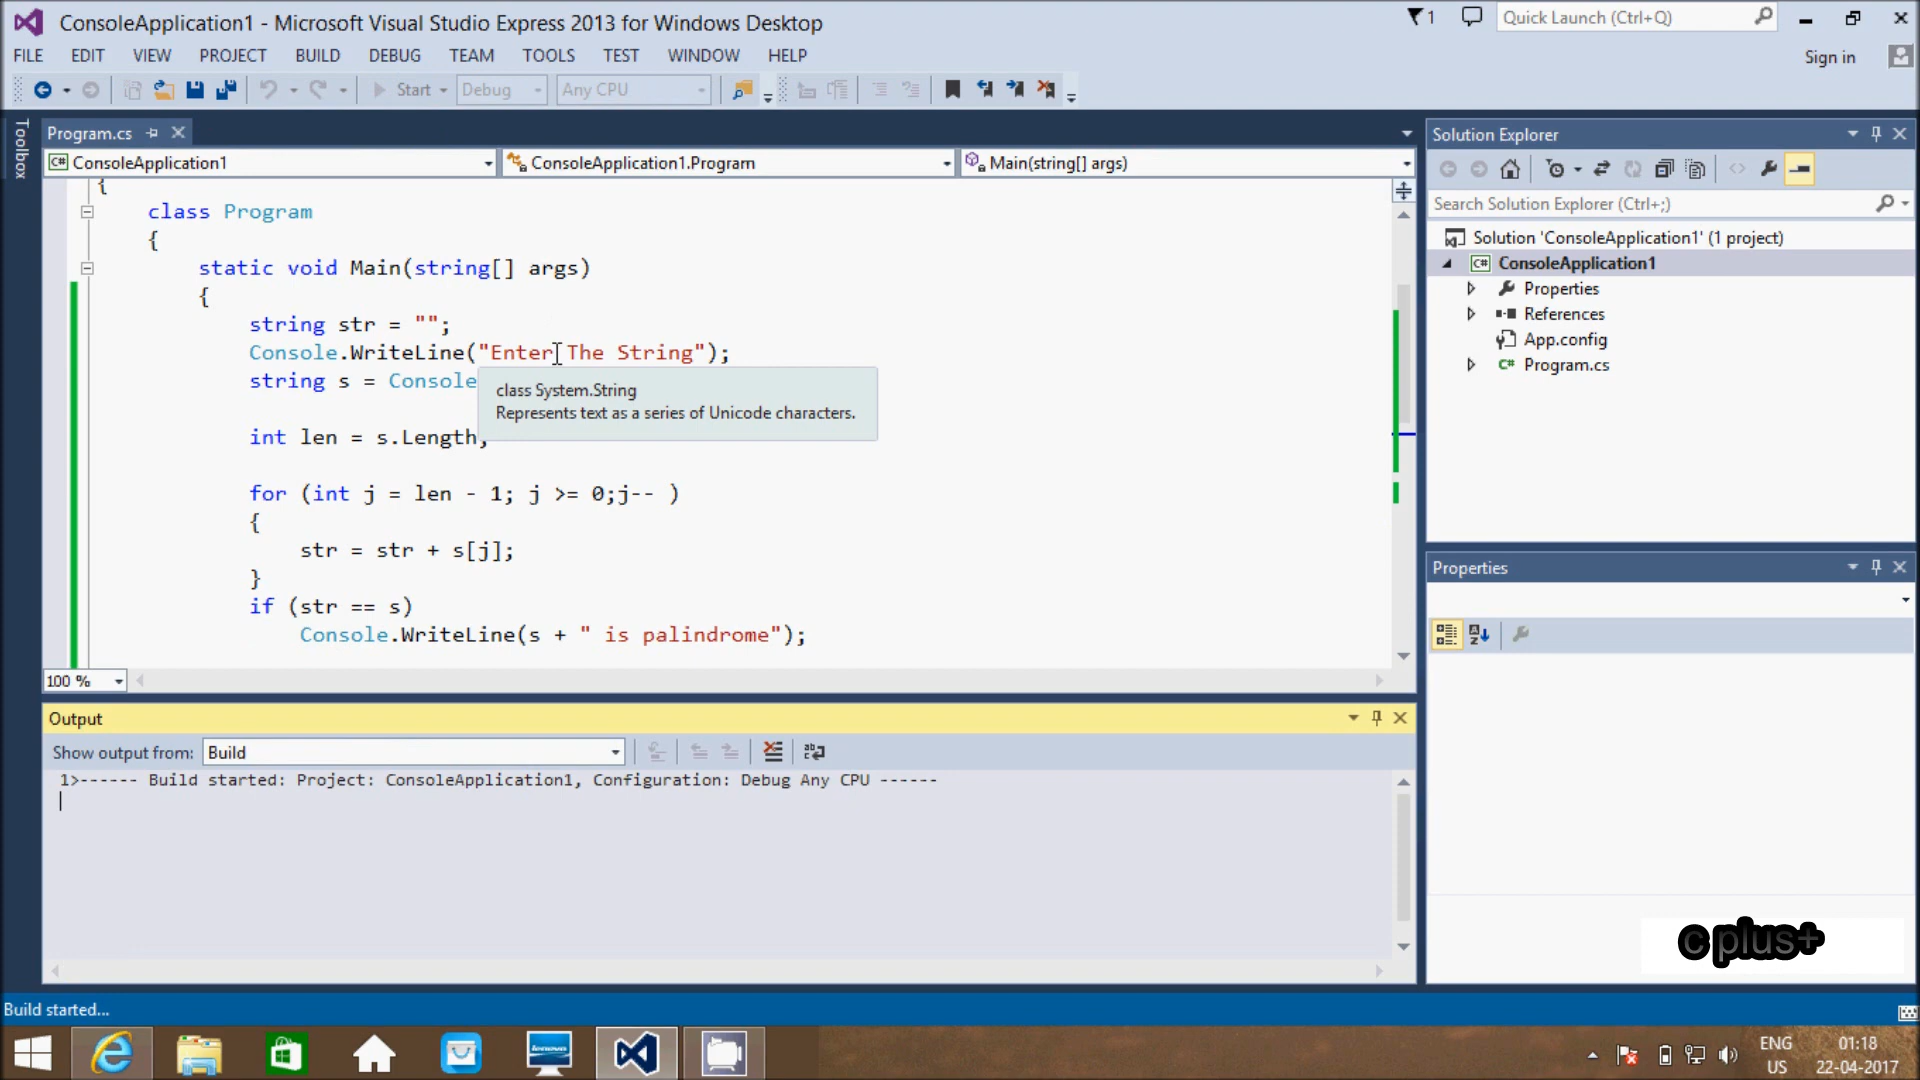 ConsoleApplication1 - Microsoft Visual Studio Express 2013 for Windows Desktop
1
Quick Launch (Ctrl+Q)
FILE EDIT VIEW PROJECT BUILD DEBUG TEAM TOOLS TEST WINDOW HELP
Sign in
Start Debug Any CPU
Toolbox
Program.cs
ConsoleApplication1 ConsoleApplication1.Program Main(string[] args)
{
class Program
{
static void Main(string[] args)
{
string str = "";
Console.WriteLine("Enter The String");
string s = Console
class System.String
Represents text as a series of Unicode characters.
int len = s.Length;
for (int j = len - 1; j >= 0;j-- )
{
str = str + s[j];
}
if (str == s)
Console.WriteLine(s + " is palindrome");
100 %
Output
Show output from: Build
1>------ Build started: Project: ConsoleApplication1, Configuration: Debug Any CPU ------
Solution Explorer
Search Solution Explorer (Ctrl+;)
Solution 'ConsoleApplication1' (1 project)
C# ConsoleApplication1
Properties
References
App.config
C# Program.cs
Properties
c plus+
Build started...
ENG
US
01:18
22-04-2017